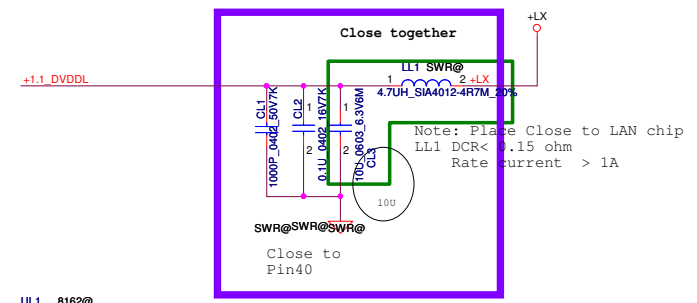 +LX
Close together
LL1 SWR@
+1.1_DVDDL
1 2 +LX
4.7UH_SIA4012-4R7M_20%
CL1
1000P_0402_50V7K
CL2
1
2
0.1U_0402_16V7K
1
2
10U_0603_6.3V6M
CL3
Note: Place Close to LAN chip
LL1 DCR< 0.15 ohm
Rate current > 1A
10U
SWR@ SWR@ SWR@
Close to
Pin40
UL1 8162@